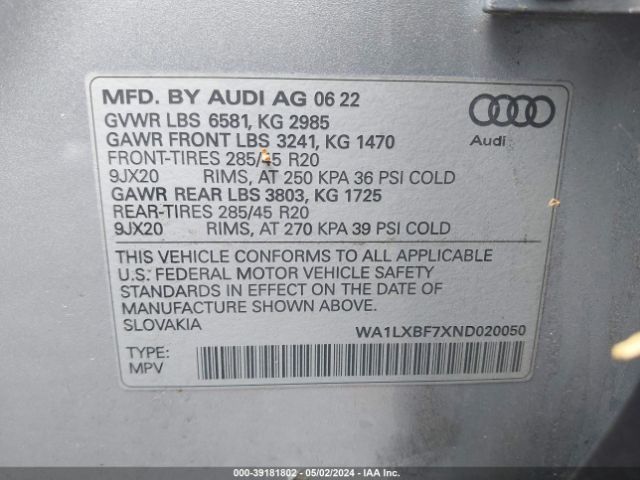 MFD. BY AUDI AG 06 22
GVWR LBS 6581, KG 2985
GAWR FRONT LBS 3241, KG 1470
FRONT-TIRES 285/45 R20
9JX20 RIMS, AT 250 KPA 36 PSI COLD
GAWR REAR LBS 3803, KG 1725
REAR-TIRES 285/45 R20
9JX20 RIMS, AT 270 KPA 39 PSI COLD
Audi
THIS VEHICLE CONFORMS TO ALL APPLICABLE
U.S. FEDERAL MOTOR VEHICLE SAFETY
STANDARDS IN EFFECT ON THE DATE OF
MANUFACTURE SHOWN ABOVE.
SLOVAKIA WA1LXBF7XND020050
TYPE:
MPV
000-39181802 - 05/02/2024 - IAA Inc.